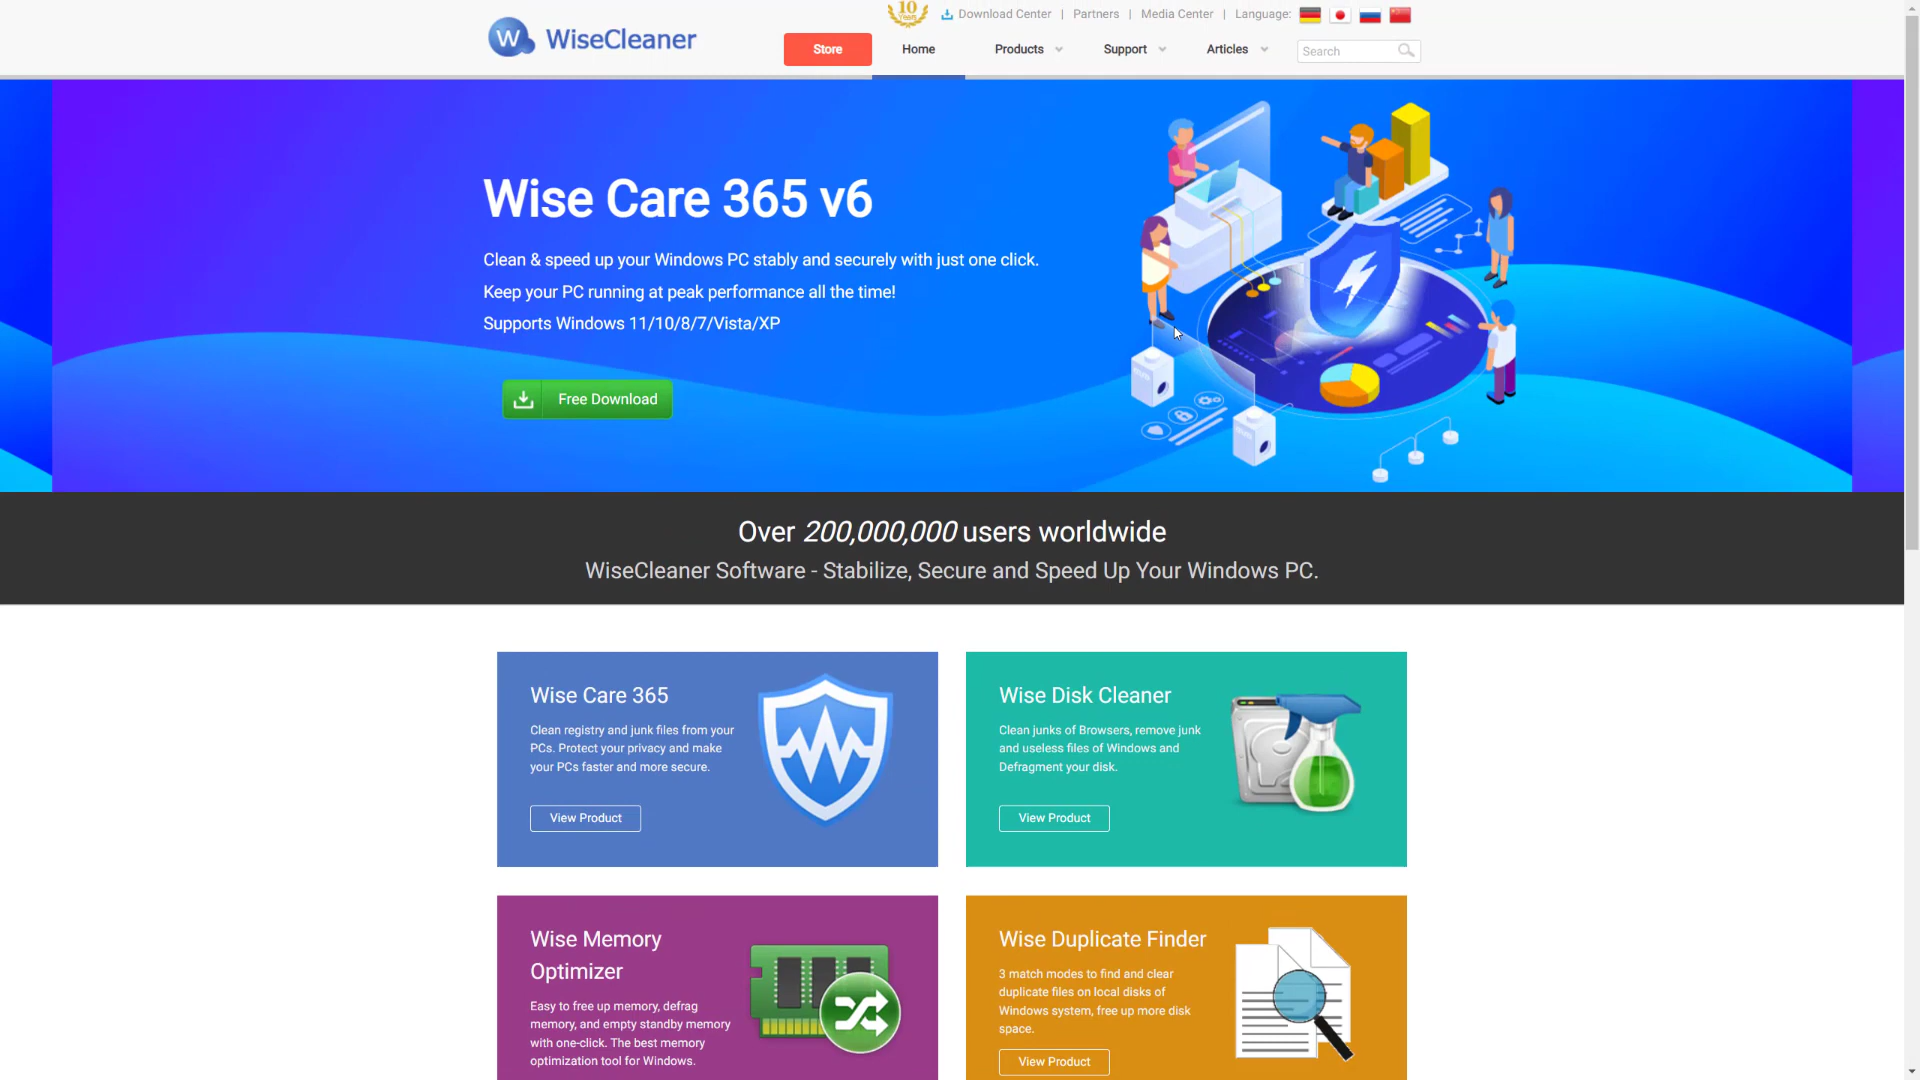 10
Years
Download Center | Partners | Media Center | Language:
W WiseCleaner
Store
Home
Products
Support
Articles
Search
Wise Care 365 v6
Clean & speed up your Windows PC stably and securely with just one click.
Keep your PC running at peak performance all the time!
Supports Windows 11/10/8/7/Vista/XP
Free Download
Over 200,000,000 users worldwide
WiseCleaner Software - Stabilize, Secure and Speed Up Your Windows PC.
Wise Care 365
Clean registry and junk files from your
PCs. Protect your privacy and make
your PCs faster and more secure.
View Product
Wise Disk Cleaner
Clean junks of Browsers, remove junk
and useless files of Windows and
Defragment your disk.
View Product
Wise Memory
Optimizer
Easy to free up memory, defrag
memory, and empty standby memory
with one-click. The best memory
optimization tool for Windows.
Wise Duplicate Finder
3 match modes to find and clear
duplicate files on local disks of
Windows system, free up more disk
space.
View Product